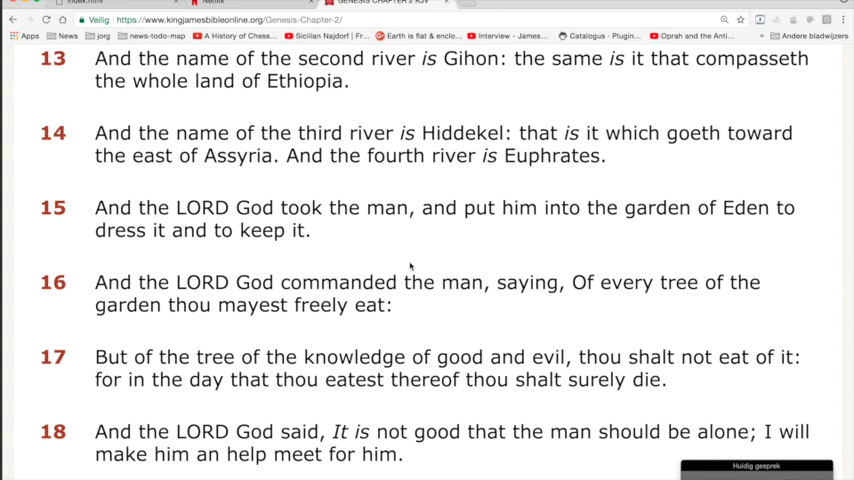 index.html
Netflix
GENESIS CHAPTER 2 KJV
Veilig
https://www.kingjamesbibleonline.org/Genesis-Chapter-2/
Apps News jorg news-todo-map A History of Chess... Sicilian Najdorf | Fr... Earth is flat & enclo... Interview - James... Catalogus - Plugin... Oprah and the Anti... » Andere bladwijzers
13 And the name of the second river is Gihon: the same is it that compasseth
the whole land of Ethiopia.
14 And the name of the third river is Hiddekel: that is it which goeth toward
the east of Assyria. And the fourth river is Euphrates.
15 And the LORD God took the man, and put him into the garden of Eden to
dress it and to keep it.
16 And the LORD God commanded the man, saying, Of every tree of the
garden thou mayest freely eat:
17 But of the tree of the knowledge of good and evil, thou shalt not eat of it:
for in the day that thou eatest thereof thou shalt surely die.
18 And the LORD God said, It is not good that the man should be alone; I will
make him an help meet for him.
Huidig gesprek